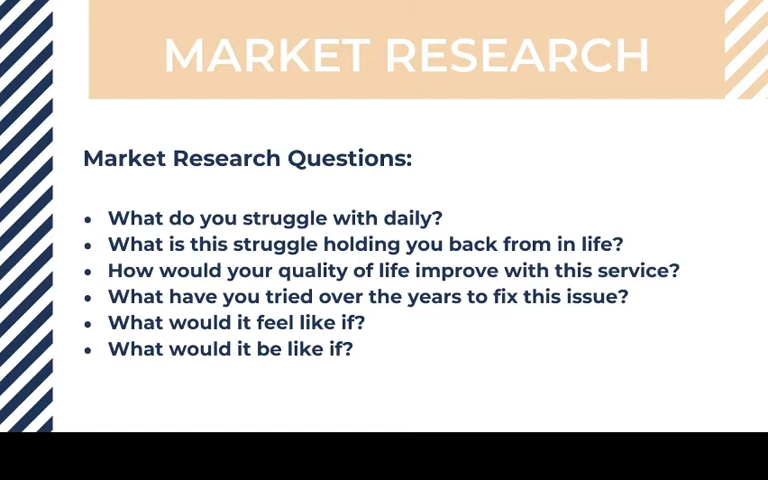 MARKET RESEARCH
Market Research Questions:
• What do you struggle with daily?
• What is this struggle holding you back from in life?
• How would your quality of life improve with this service?
• What have you tried over the years to fix this issue?
• What would it feel like if?
• What would it be like if?